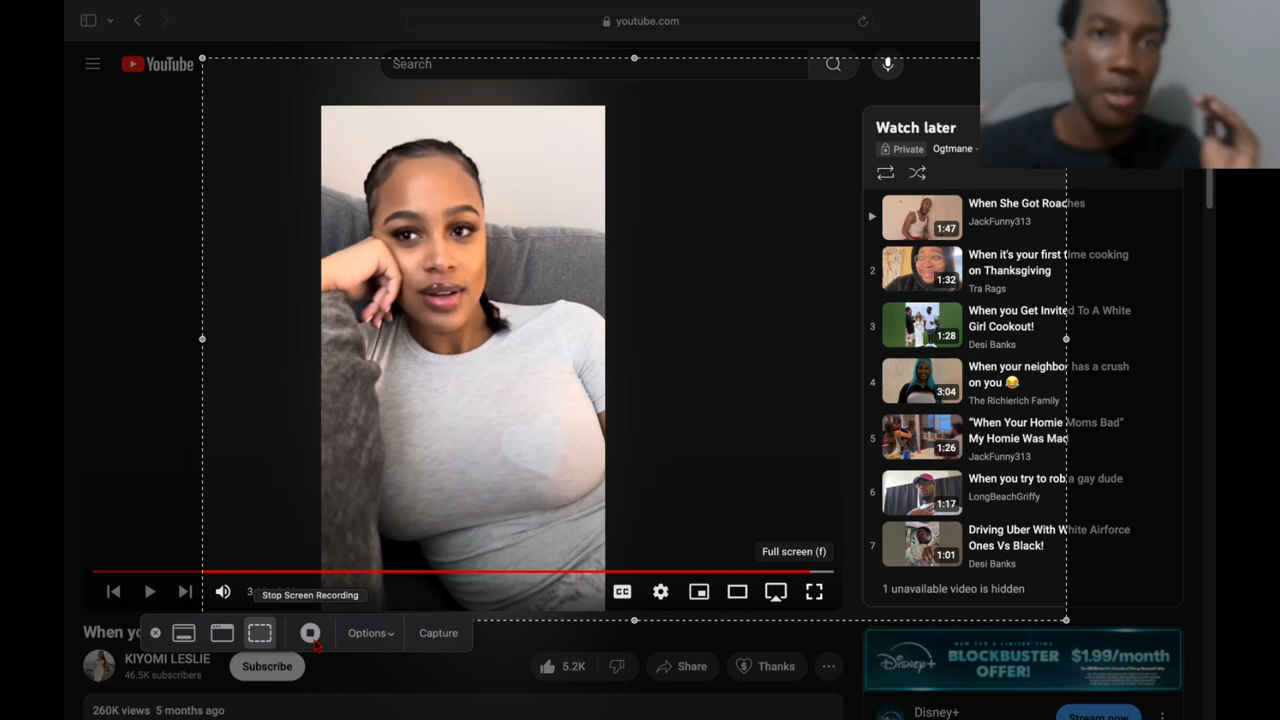 youtube.com
YouTube
Search
Watch later
Private
Ogtmane -
When She Got Roaches
JackFunny313
1:47
2
When it's your first time cooking
on Thanksgiving
Tra Rags
1:32
3
When you Get Invited To A White
Girl Cookout!
Desi Banks
1:28
4
When your neighbor has a crush
on you 😂
The Richierich Family
3:04
5
“When Your Homie Moms Bad”
My Homie Was Mad
JackFunny313
1:26
6
When you try to rob a gay dude
LongBeachGriffy
1:17
7
Driving Uber With White Airforce
Ones Vs Black!
Desi Banks
1:01
1 unavailable video is hidden
Full screen (f)
CC
3
Stop Screen Recording
Options
Capture
When
KIYOMI LESLIE
46.5K subscribers
Subscribe
5.2K
Share
Thanks
260K views 5 months ago
Disney+
BLOCKBUSTER
OFFER!
$1.99/month
Disney+
Stream now